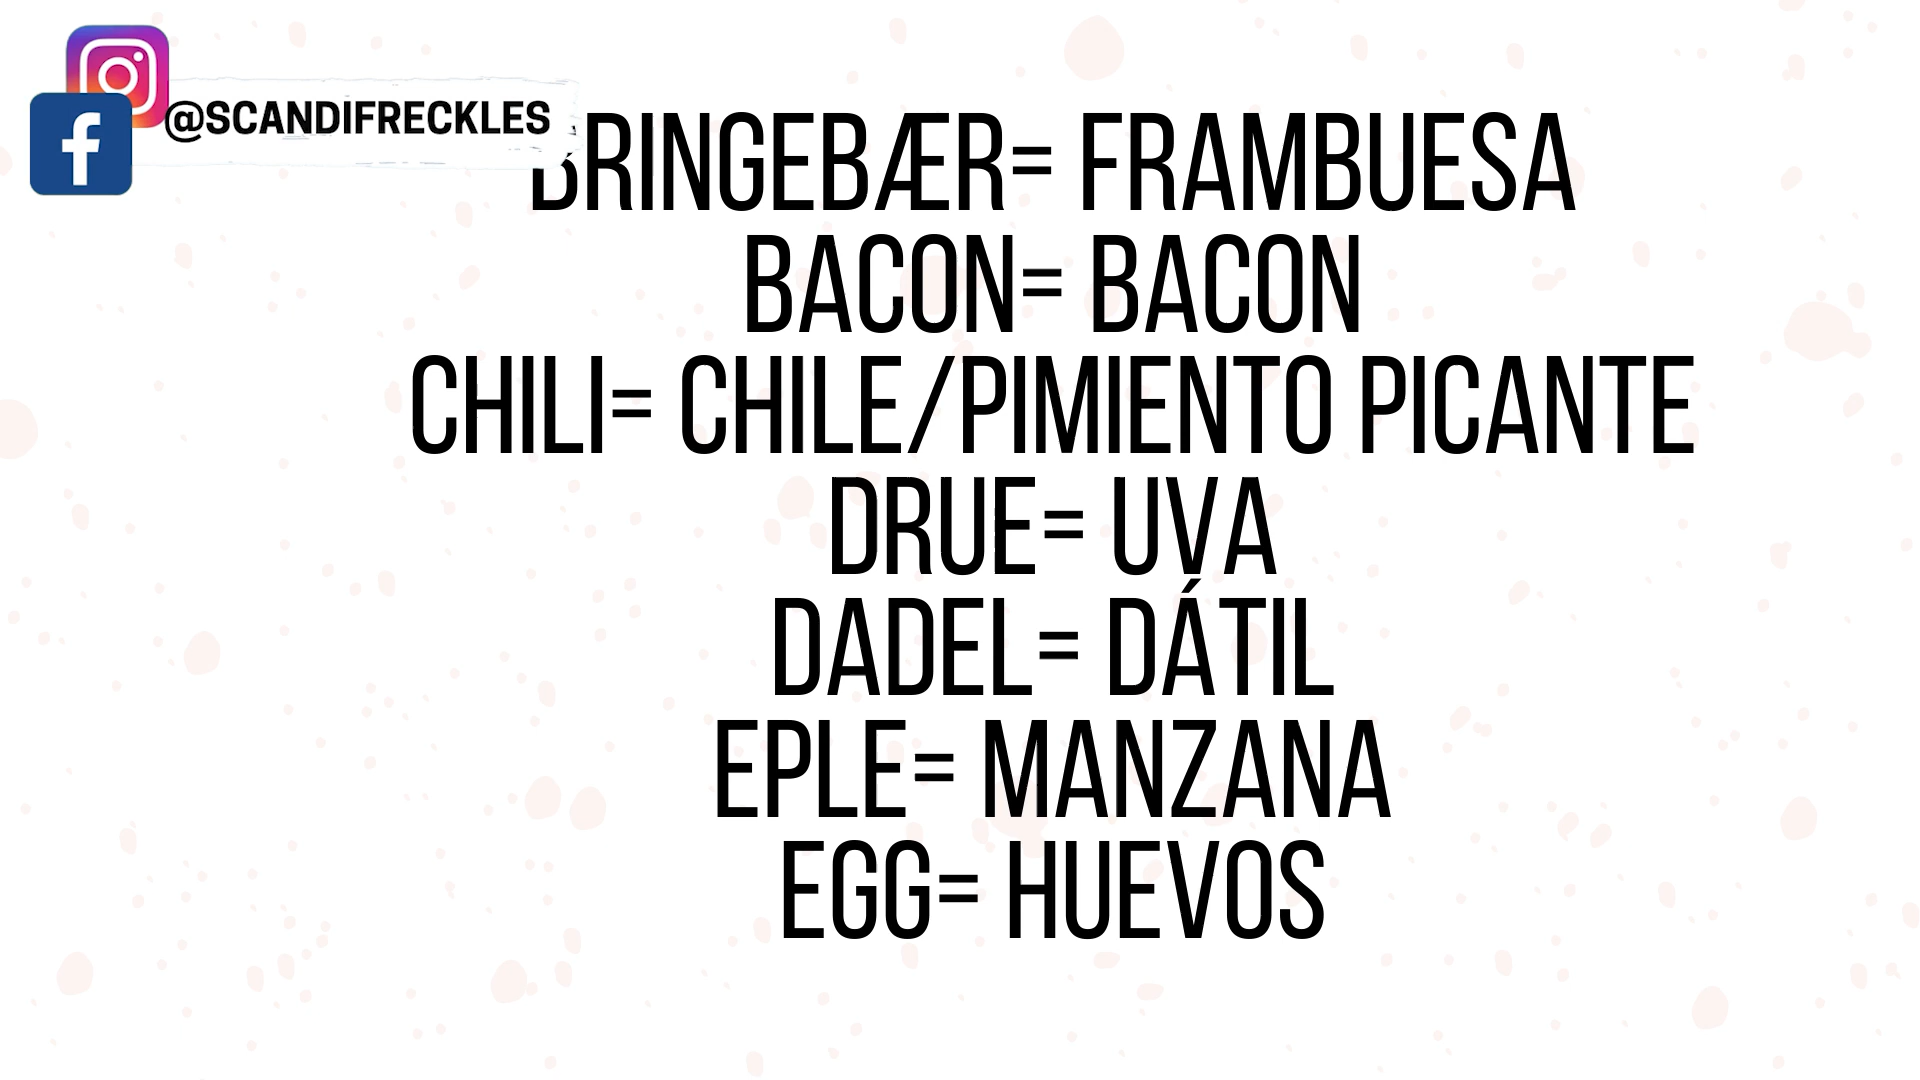 @SCANDIFRECKLES
BRINGEBÆR= FRAMBUESA
BACON= BACON
CHILI= CHILE/PIMIENTO PICANTE
DRUE= UVA
DADEL= DÁTIL
EPLE= MANZANA
EGG= HUEVOS